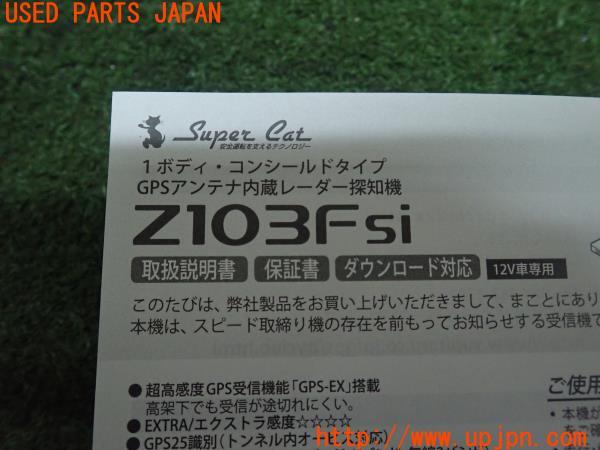 USED PARTS JAPAN
Super Cat
安全運転を支えるテクノロジー
1ボディ・コンシールドタイプ
GPSアンテナ内蔵レーダー探知機
Z103Fsi
取扱説明書 保証書 ダウンロード対応 12V車専用
このたびは、弊社製品をお買い上げいただきまして、まことにあり
本機は、スピード取締り機の存在を前もってお知らせする受信機で
● 超高感度GPS受信機能「GPS-EX」搭載
高架下でも受信が途切れにくい。
● EXTRA/エクストラ感度☆☆☆☆
● GPS25識別(トンネル内オービス対応)
ご使用
・本機が
をご確
http://www.upjpn.com